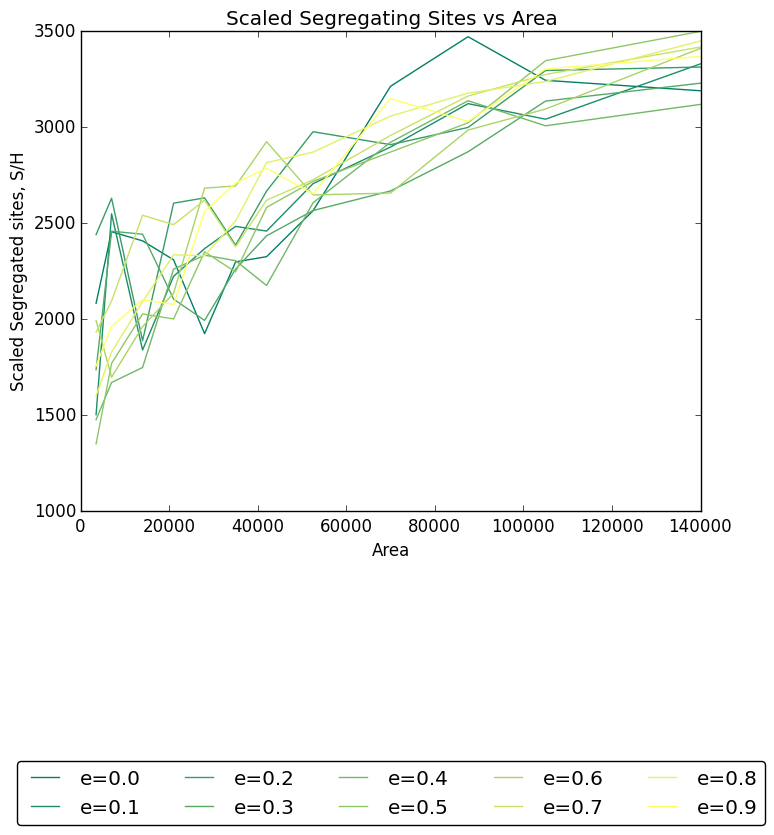 Scaled Segregating Sites vs Area
3500
3000
2500
2000
1500
1000
Scaled Segregated sites, S/H
0 20000 40000 60000 80000 100000 120000 140000
Area
e=0.0 e=0.2 e=0.4 e=0.6 e=0.8
e=0.1 e=0.3 e=0.5 e=0.7 e=0.9